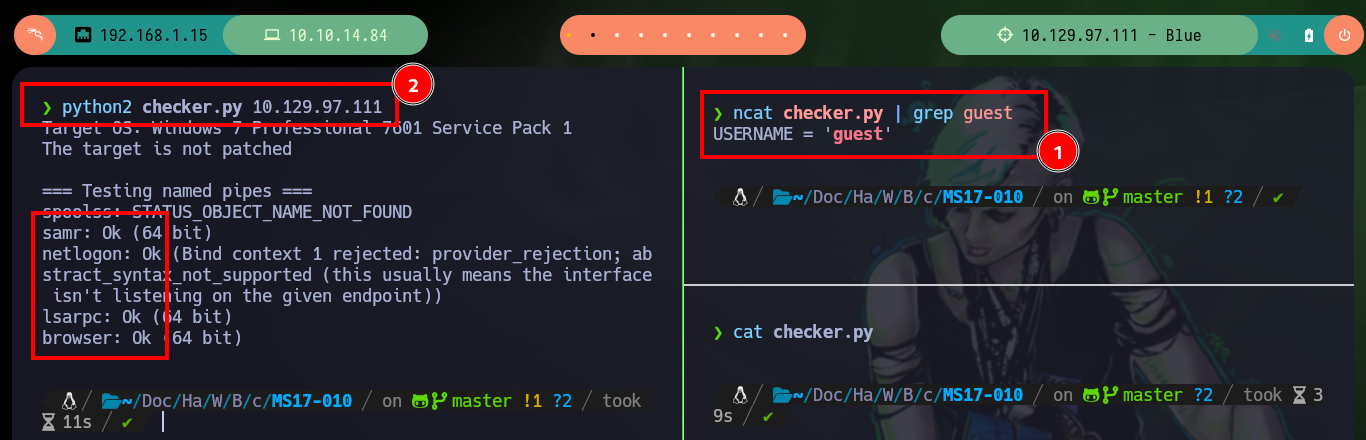 192.168.1.15 10.10.14.84 10.129.97.111 - Blue
2
❯ python2 checker.py 10.129.97.111
Target OS: Windows 7 Professional 7601 Service Pack 1
The target is not patched
=== Testing named pipes ===
spoolss: STATUS_OBJECT_NAME_NOT_FOUND
samr: Ok (64 bit)
netlogon: Ok (Bind context 1 rejected: provider_rejection; ab
stract_syntax_not_supported (this usually means the interface
isn't listening on the given endpoint))
lsarpc: Ok (64 bit)
browser: Ok (64 bit)
/ ~/Doc/Ha/W/B/c/MS17-010 / on master !1 ?2 / took
11s / ✔
❯ ncat checker.py | grep guest
USERNAME = 'guest'
1
/ ~/Doc/Ha/W/B/c/MS17-010 / on master !1 ?2 / ✔
❯ cat checker.py
/ ~/Doc/Ha/W/B/c/MS17-010 / on master ?2 / took 3
9s / ✔